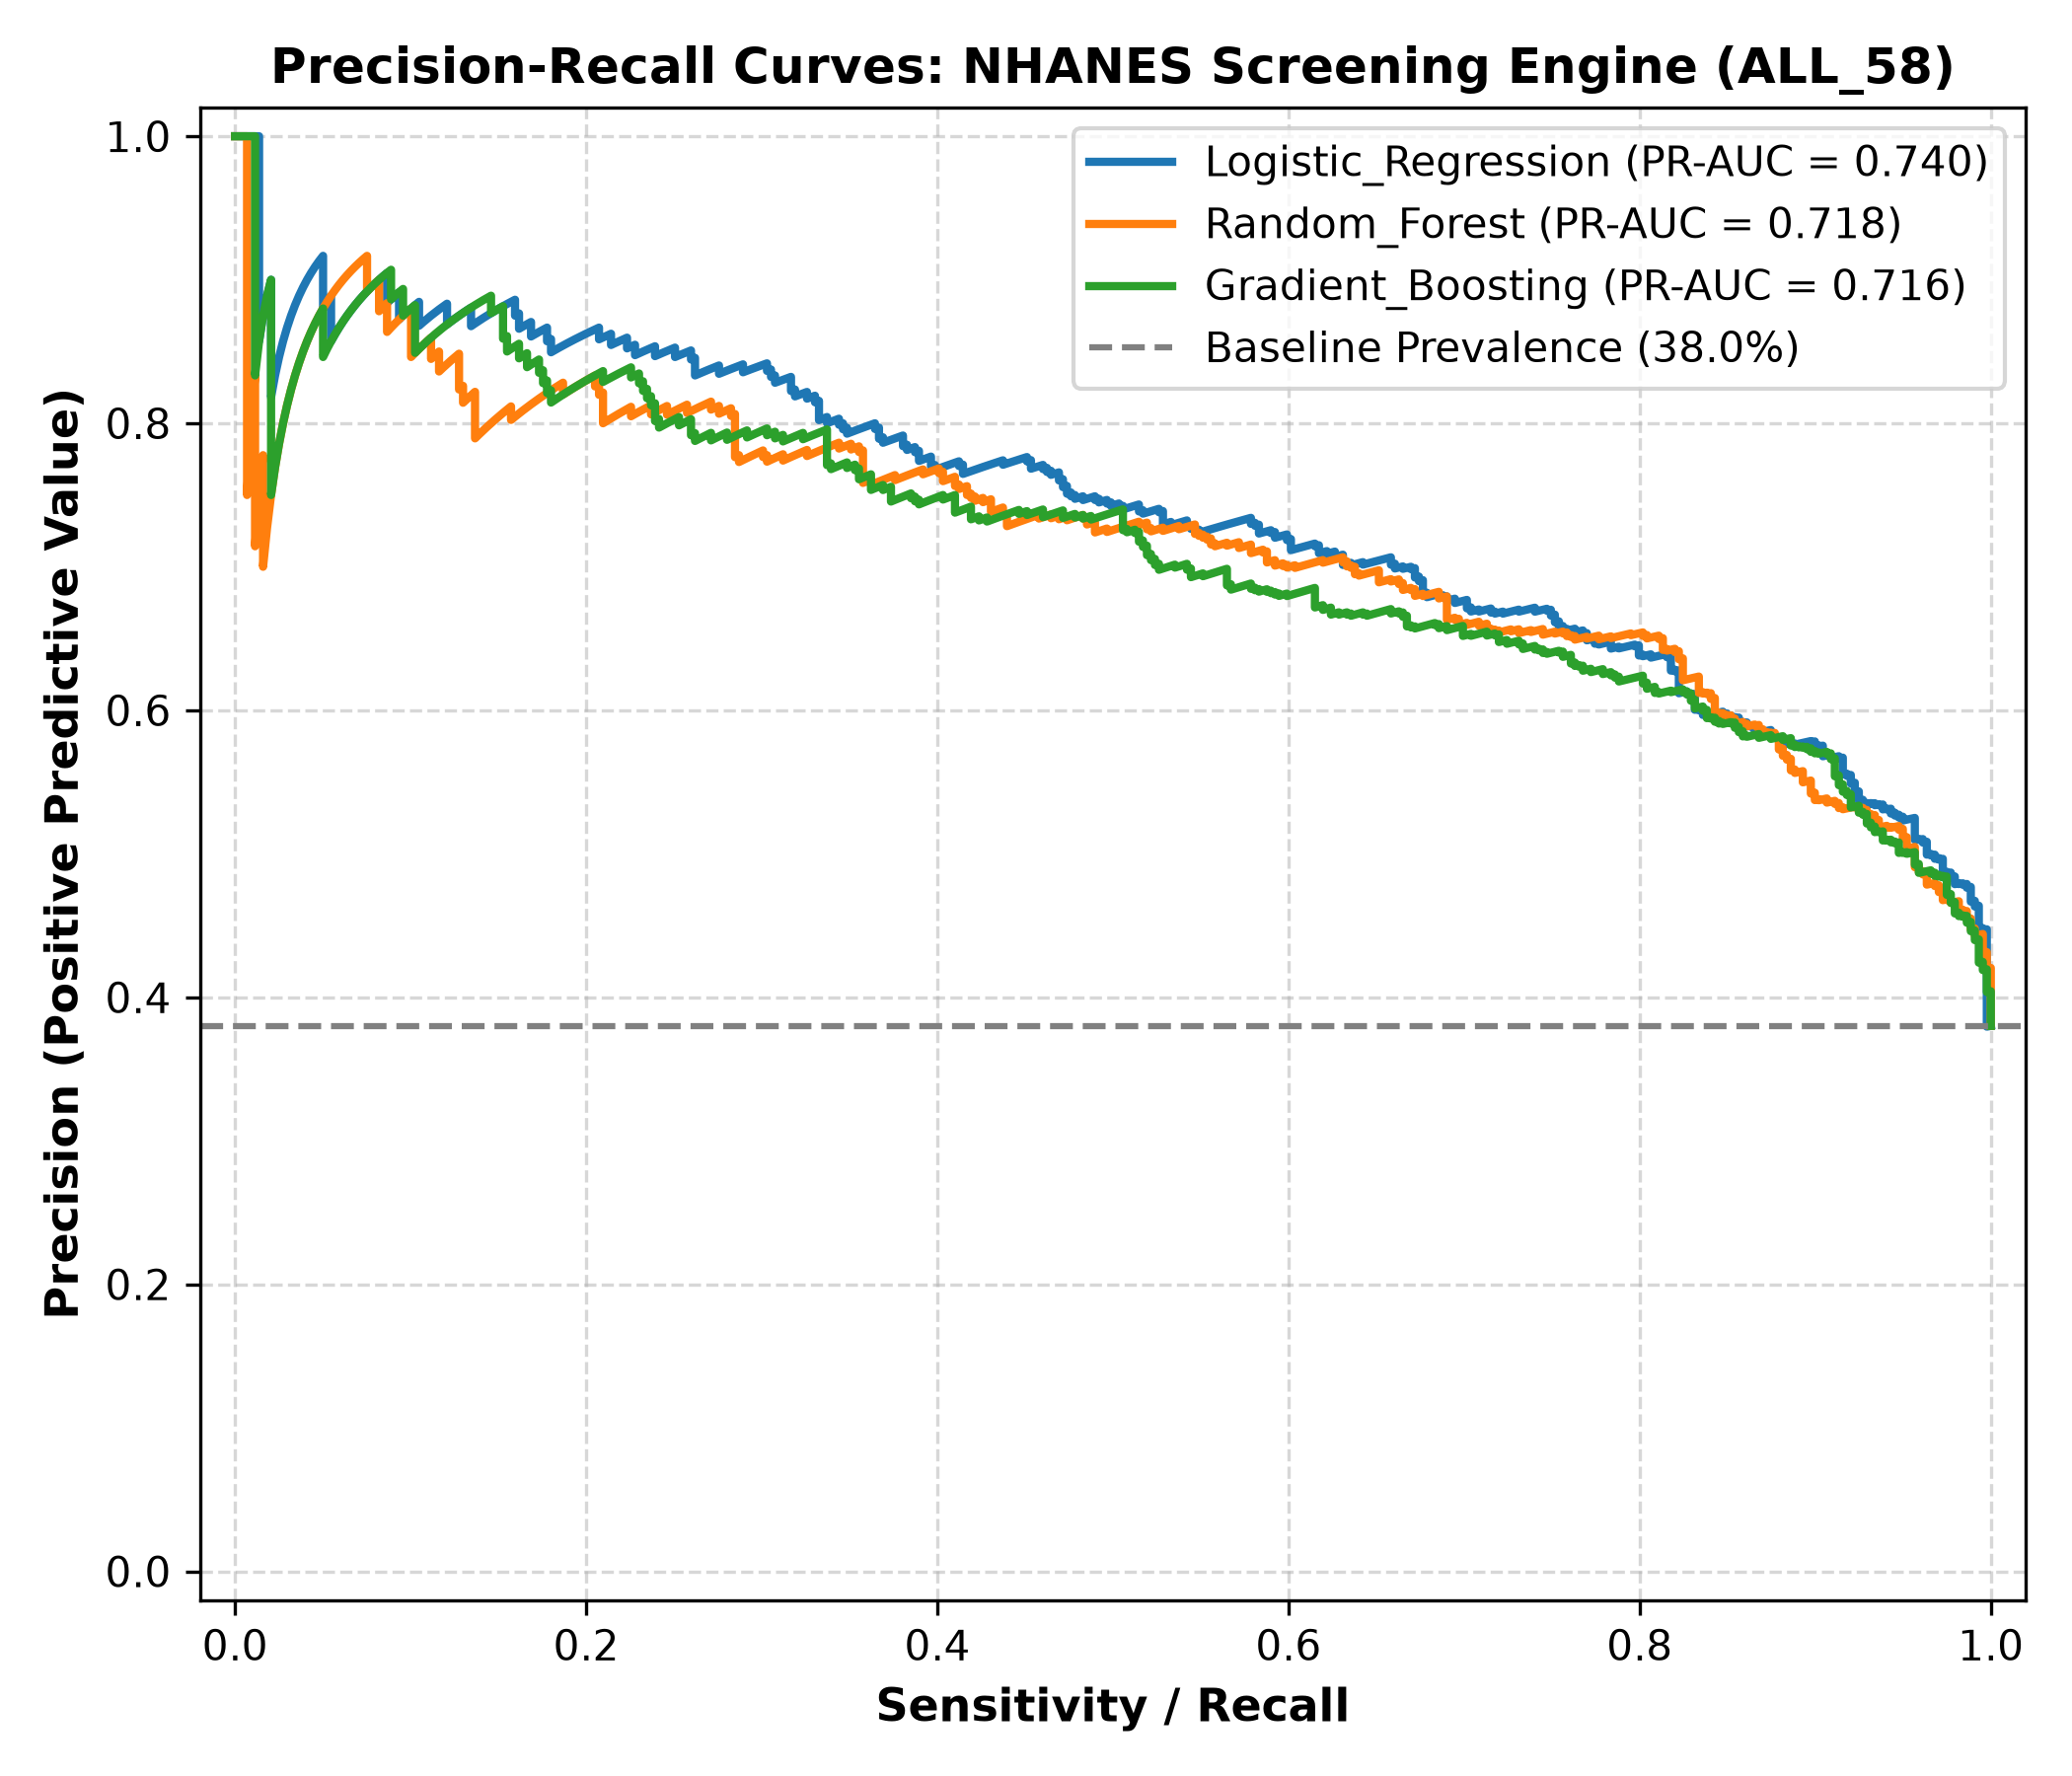 Precision-Recall Curves: NHANES Screening Engine (ALL_58)
Logistic_Regression (PR-AUC = 0.740)
Random_Forest (PR-AUC = 0.718)
Gradient_Boosting (PR-AUC = 0.716)
Baseline Prevalence (38.0%)
Precision (Positive Predictive Value)
1.0
0.8
0.6
0.4
0.2
0.0
0.0 0.2 0.4 0.6 0.8 1.0
Sensitivity / Recall